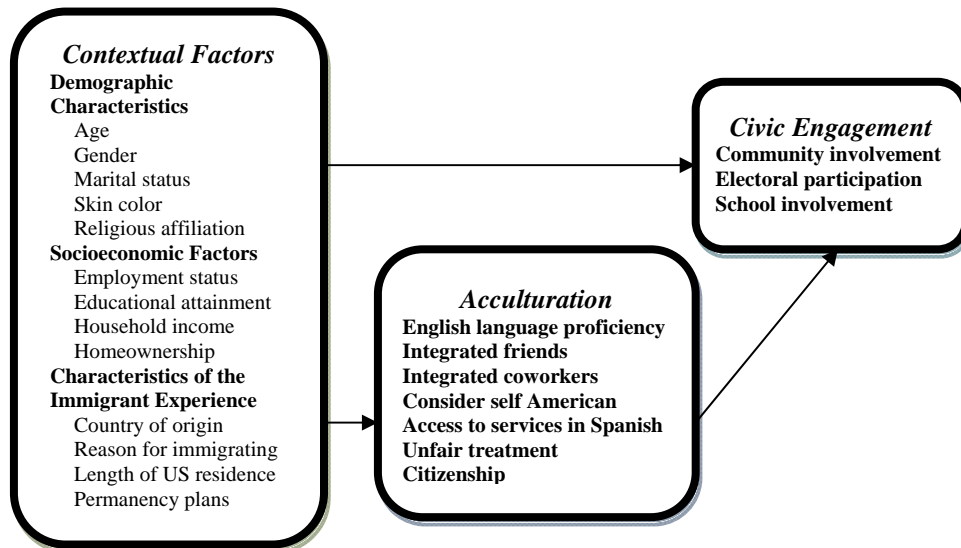 Contextual Factors
Demographic
Characteristics
Age
Gender
Marital status
Skin color
Religious affiliation
Socioeconomic Factors
Employment status
Educational attainment
Household income
Homeownership
Characteristics of the
Immigrant Experience
Country of origin
Reason for immigrating
Length of US residence
Permanency plans
Acculturation
English language proficiency
Integrated friends
Integrated coworkers
Consider self American
Access to services in Spanish
Unfair treatment
Citizenship
Civic Engagement
Community involvement
Electoral participation
School involvement